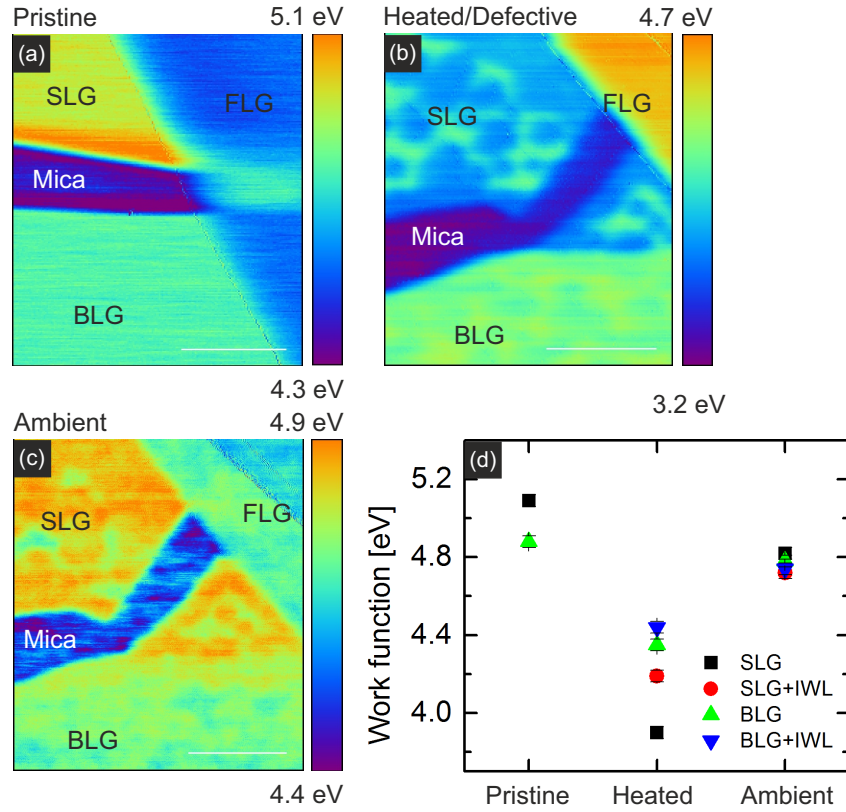 Pristine
5.1 eV
(a)
SLG
FLG
Mica
BLG
4.3 eV
Heated/Defective
4.7 eV
(b)
SLG
FLG
Mica
BLG
3.2 eV
Ambient
4.9 eV
(c)
SLG
FLG
Mica
BLG
4.4 eV
(d)
Work function [eV]
5.2
4.8
4.4
4.0
SLG
SLG+IWL
BLG
BLG+IWL
Pristine
Heated
Ambient